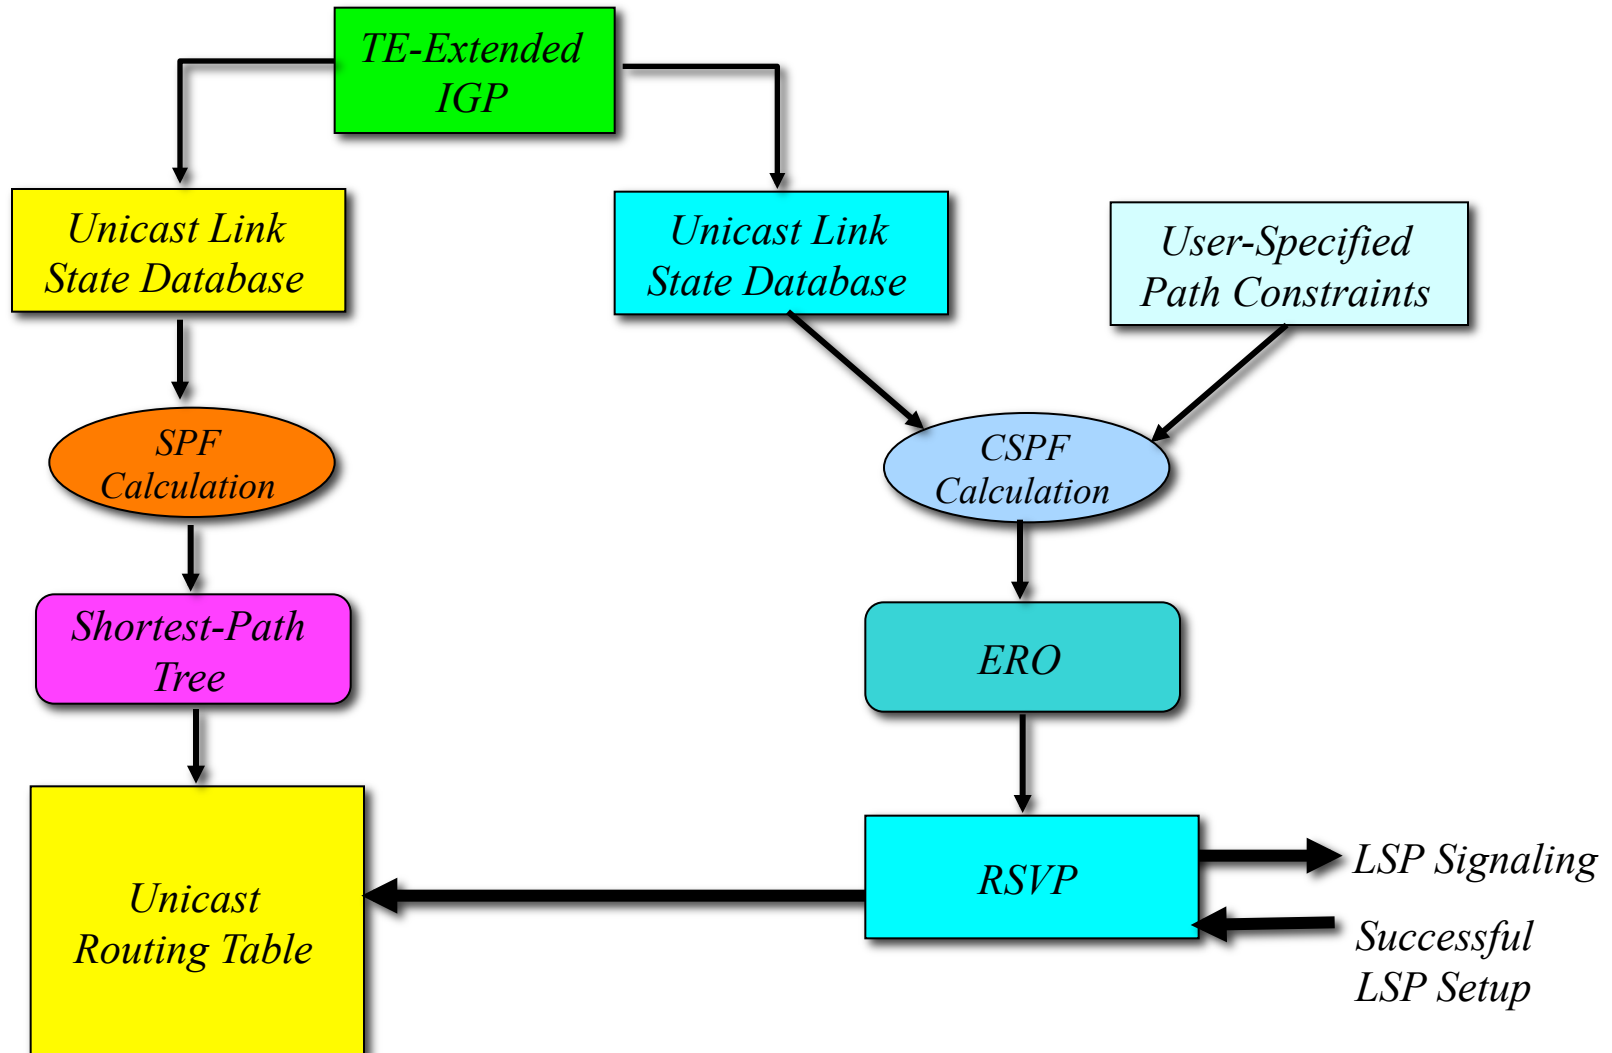 TE-Extended
IGP
Unicast Link
State Database
Unicast Link
State Database
User-Specified
Path Constraints
SPF
Calculation
CSPF
Calculation
Shortest-Path
Tree
ERO
Unicast
Routing Table
RSVP
LSP Signaling
Successful
LSP Setup